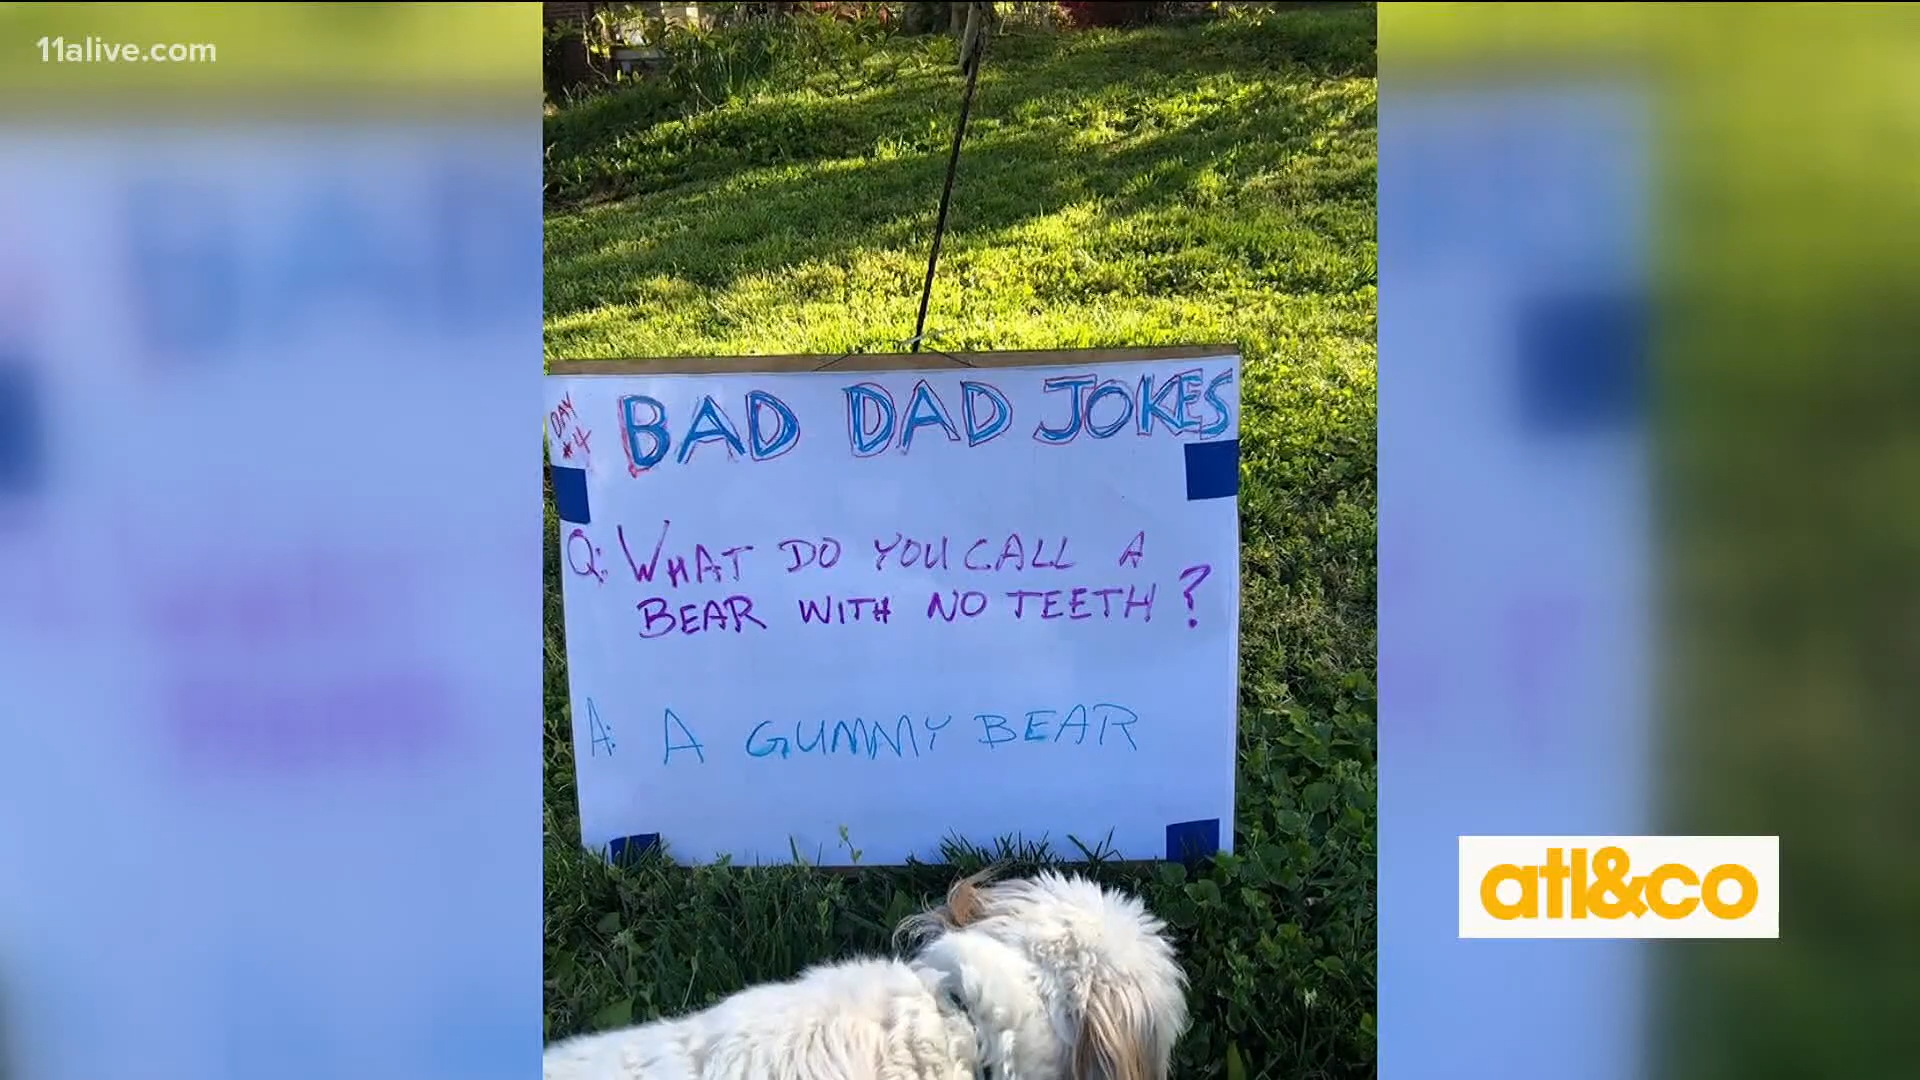 11alive.com
DAY
#4
BAD DAD JOKES
Q: WHAT DO YOU CALL A
BEAR WITH NO TEETH?
A: A GUMMY BEAR
atl&co